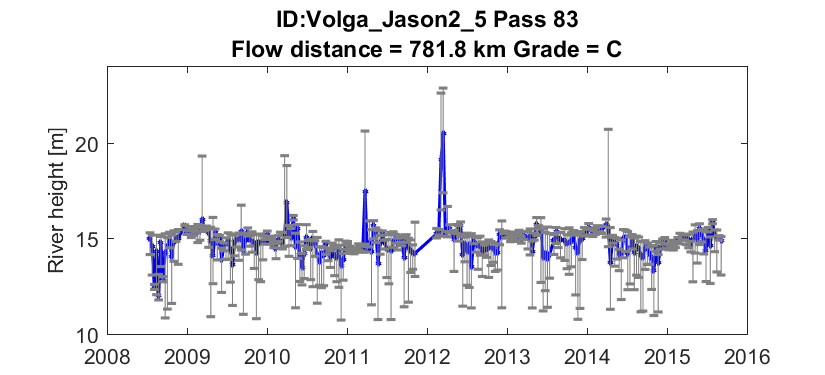 ID:Volga_Jason2_5 Pass 83
Flow distance = 781.8 km Grade = C
River height [m]
20
15
10
2008 2009 2010 2011 2012 2013 2014 2015 2016